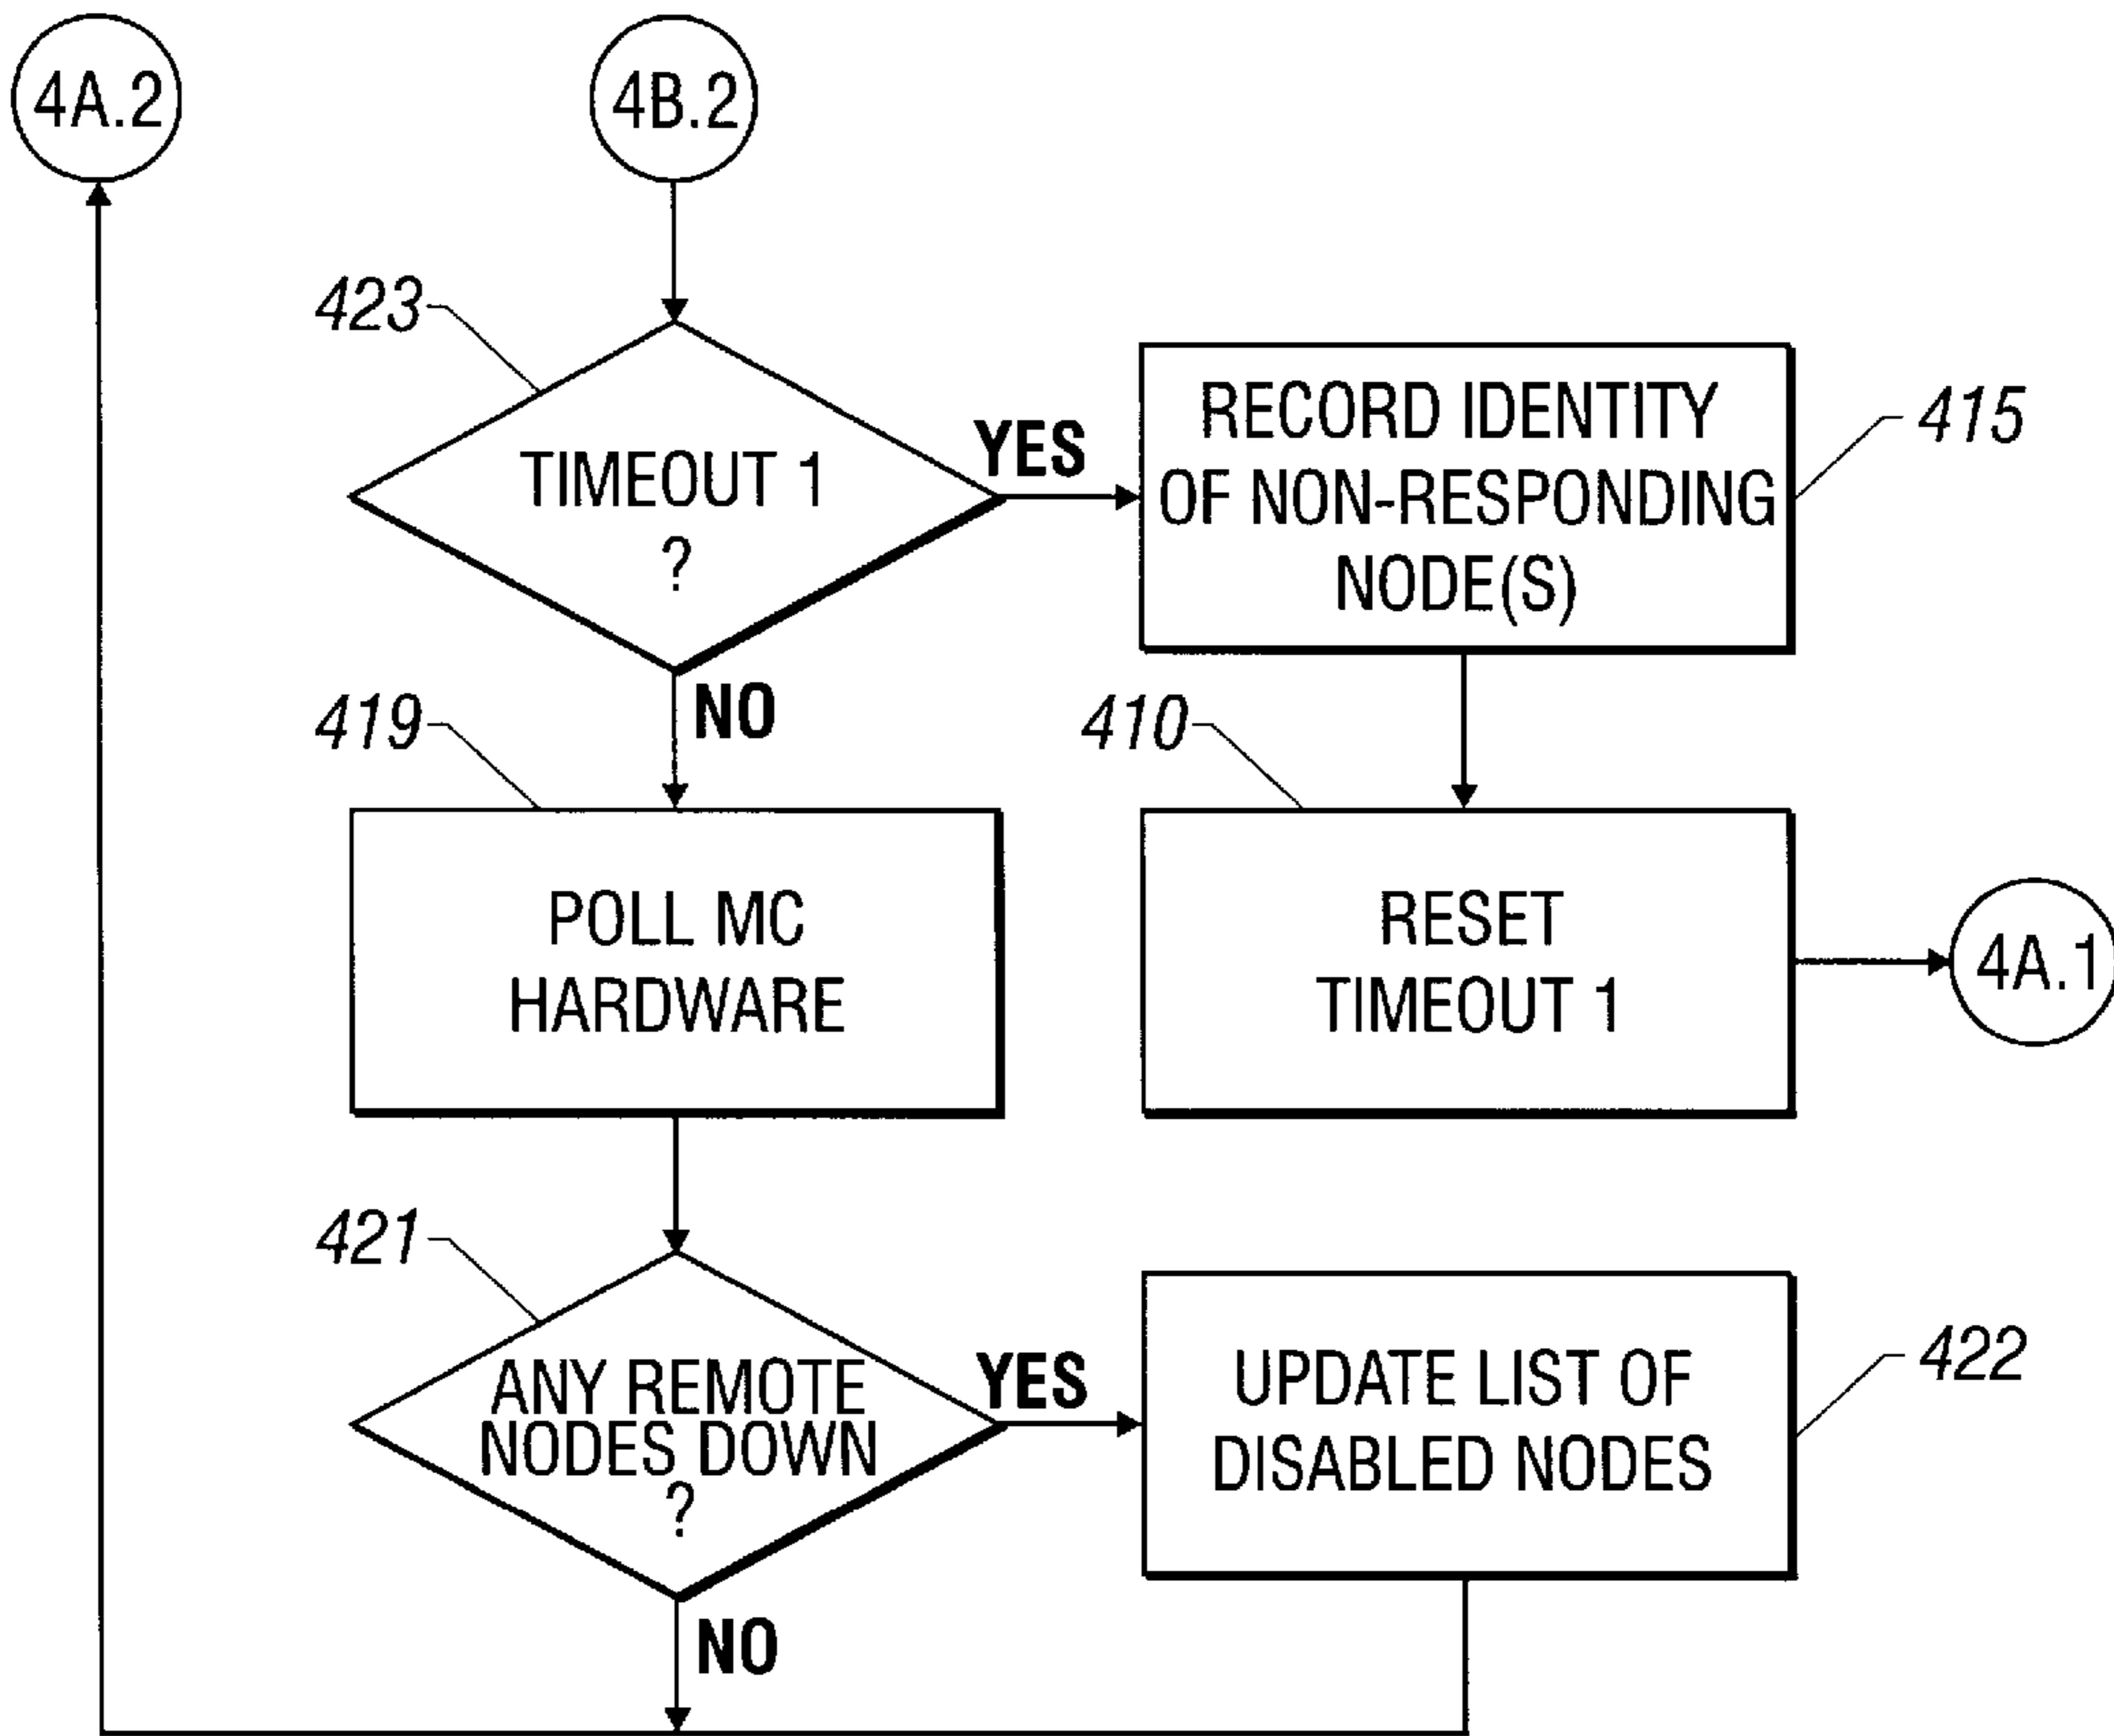 4A.2
4B.2
423
TIMEOUT 1
?
YES
RECORD IDENTITY
OF NON-RESPONDING
NODE(S)
415
NO
419
POLL MC
HARDWARE
410
RESET
TIMEOUT 1
4A.1
421
ANY REMOTE
NODES DOWN
?
YES
UPDATE LIST OF
DISABLED NODES
422
NO